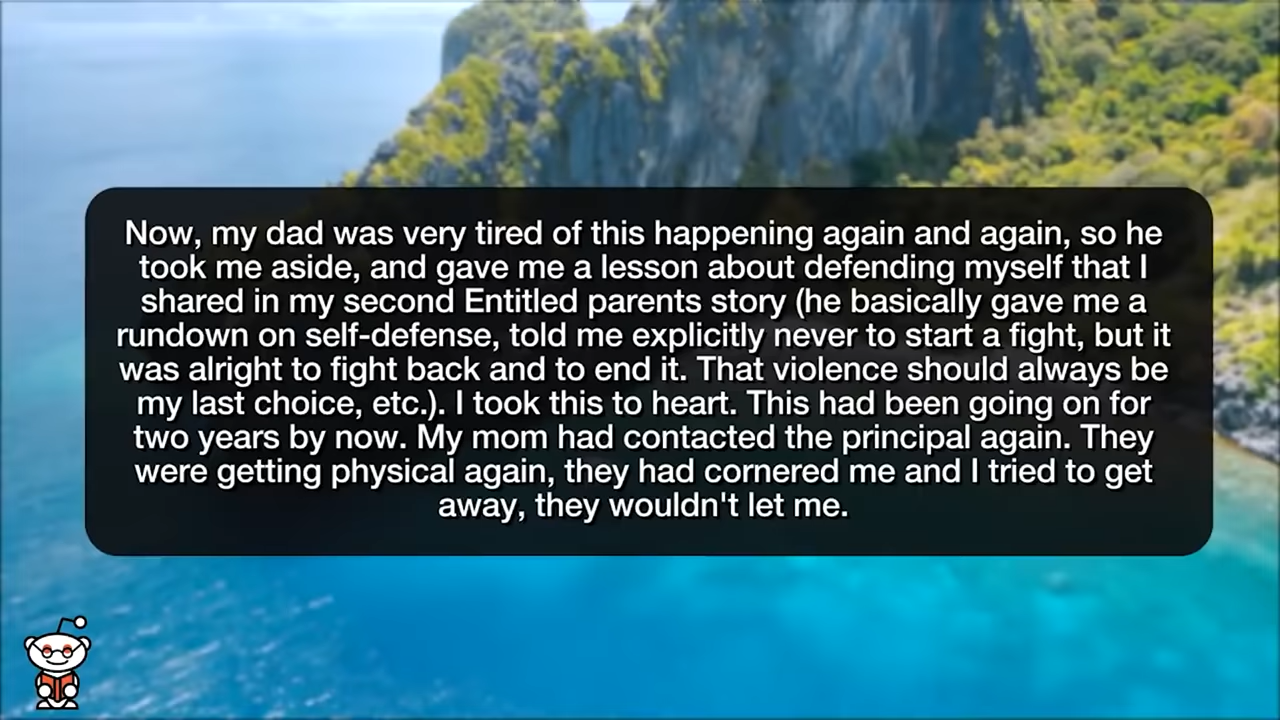 Now, my dad was very tired of this happening again and again, so he
took me aside, and gave me a lesson about defending myself that I
shared in my second Entitled parents story (he basically gave me a
rundown on self-defense, told me explicitly never to start a fight, but it
was alright to fight back and to end it. That violence should always be
my last choice, etc.). I took this to heart. This had been going on for
two years by now. My mom had contacted the principal again. They
were getting physical again, they had cornered me and I tried to get
away, they wouldn't let me.